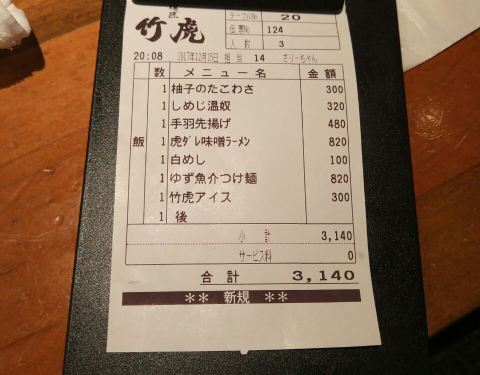 竹虎
テーブルNo 20
伝票No 124
人数 3
20:08 2017年12月15日 担当 14 さりーちゃん
数 メニュー名 金額
1 柚子のたこわさ 300
1 しめじ温奴 320
1 手羽先揚げ 480
飯 1 虎ダレ味噌ラーメン 820
1 白めし 100
1 ゆず魚介つけ麺 820
1 竹虎アイス 300
1 後
小計 3,140
サービス料 0
合計 3,140
** 新規 **